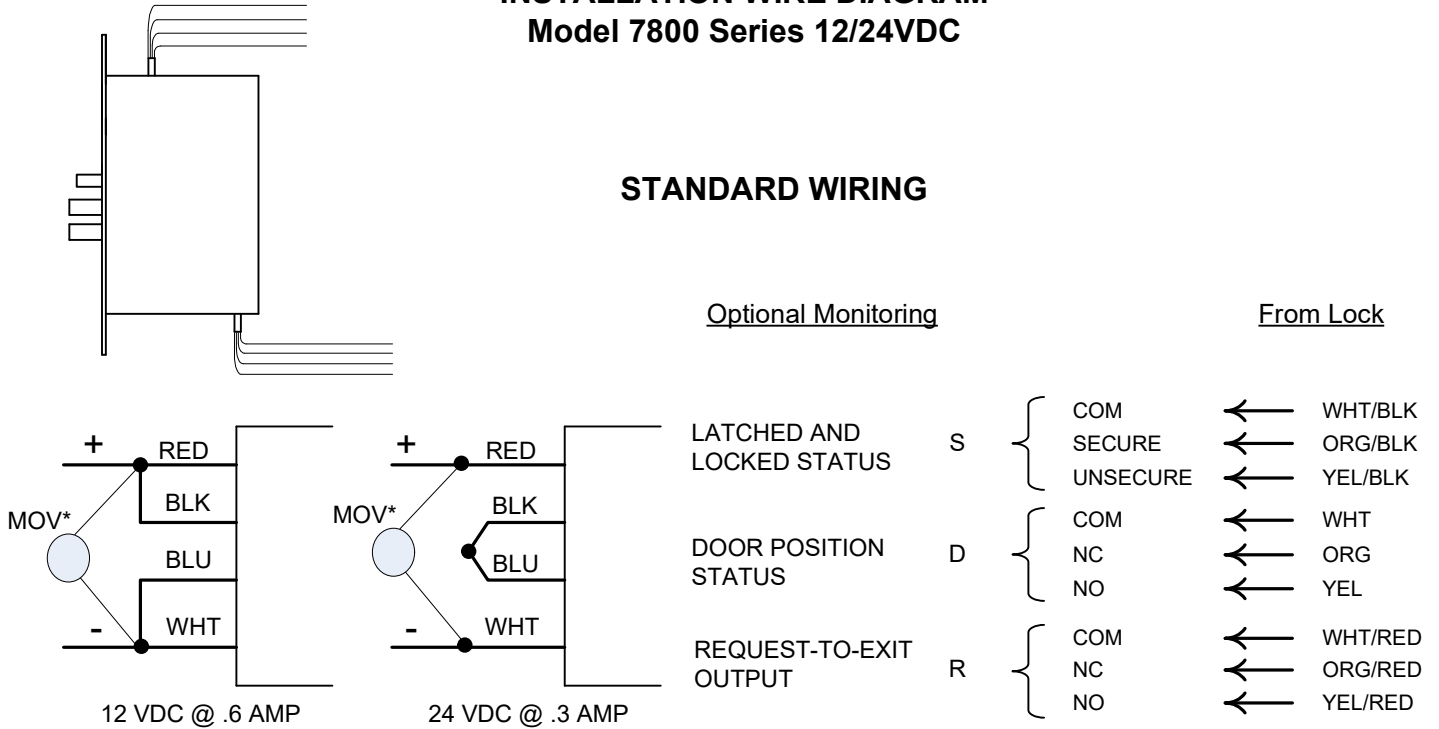 INSTALLATION WIRE DIAGRAM
Model 7800 Series 12/24VDC
STANDARD WIRING
Optional Monitoring
From Lock
+
RED
BLK
MOV*
BLU
-
WHT
12 VDC @ .6 AMP
+
RED
BLK
MOV*
BLU
-
WHT
24 VDC @ .3 AMP
LATCHED AND
LOCKED STATUS
S
COM
WHT/BLK
SECURE
ORG/BLK
UNSECURE
YEL/BLK
DOOR POSITION
STATUS
D
COM
WHT
NC
ORG
NO
YEL
REQUEST-TO-EXIT
OUTPUT
R
COM
WHT/RED
NC
ORG/RED
NO
YEL/RED